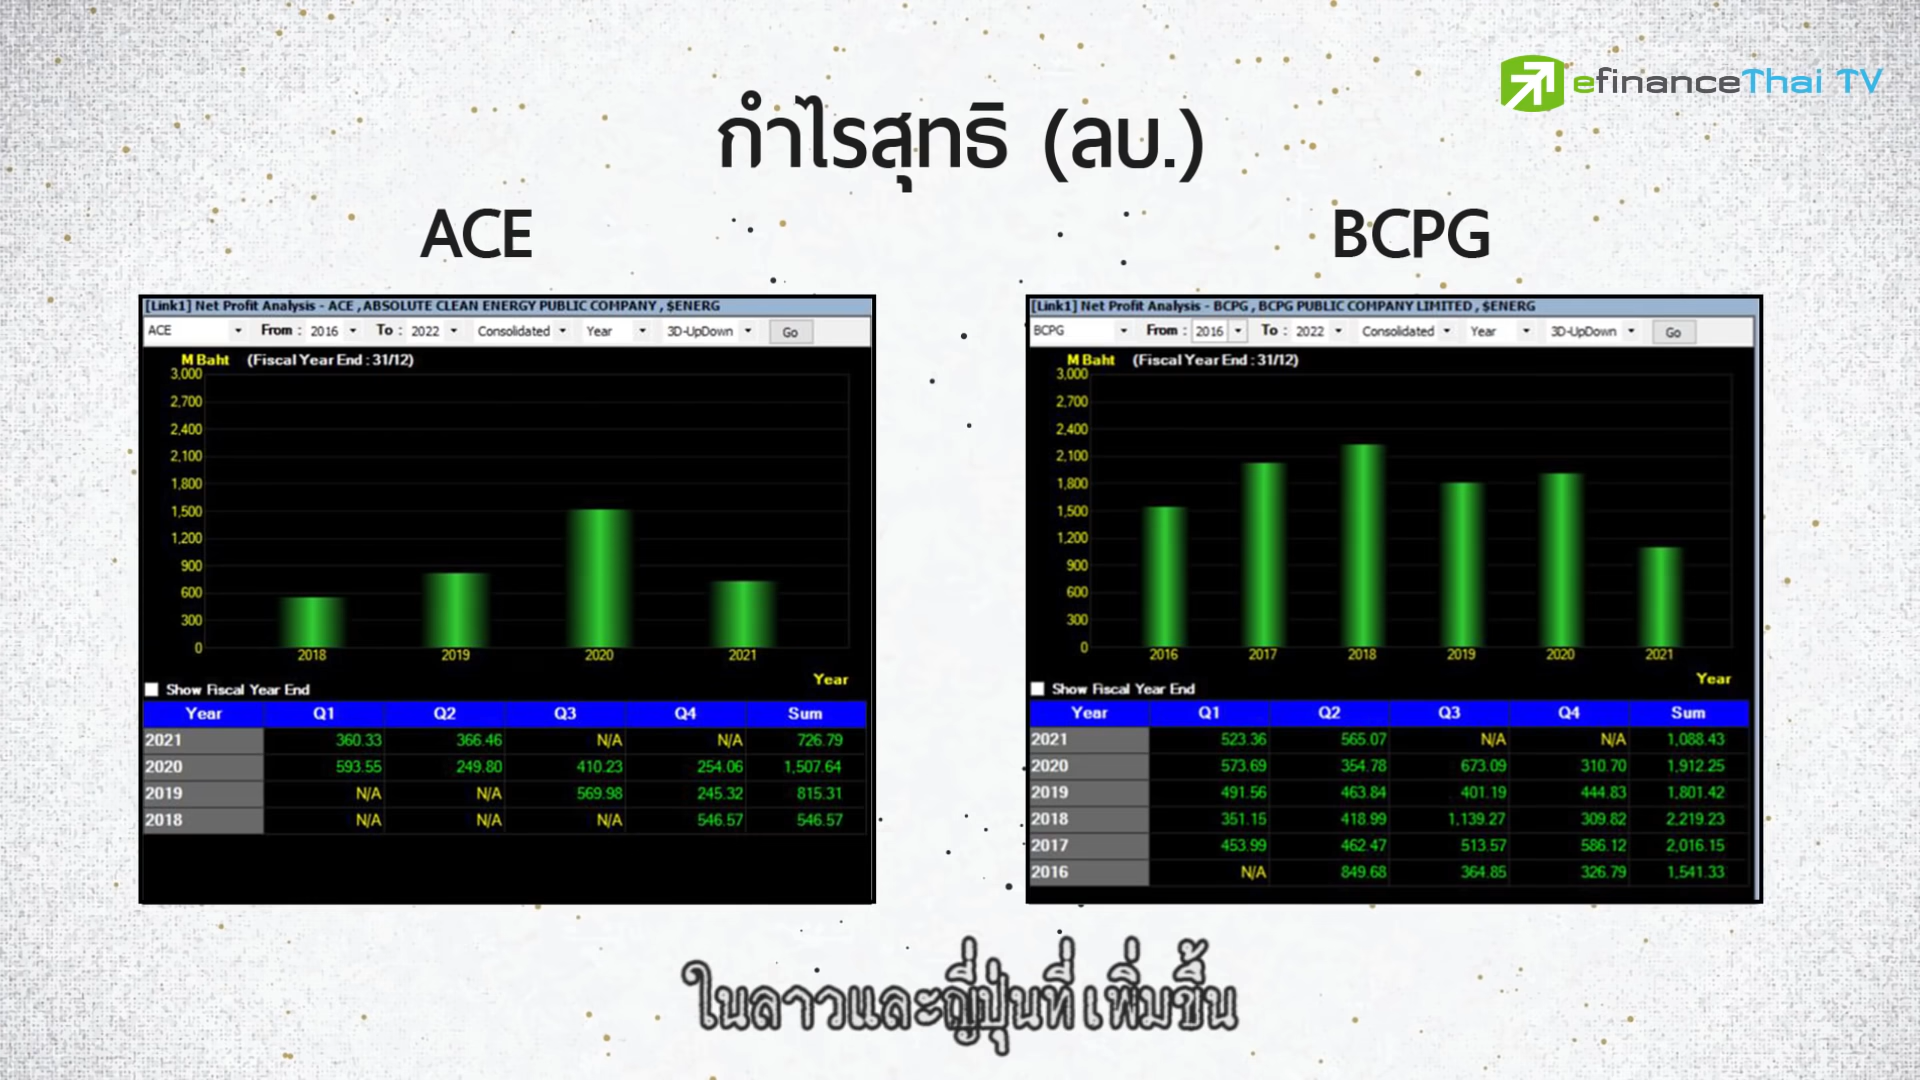 efinanceThai TV
กำไรสุทธิ (ลบ.)
ACE
[Link1] Net Profit Analysis - ACE , ABSOLUTE CLEAN ENERGY PUBLIC COMPANY , $ENERG
ACE From : 2016 To : 2022 Consolidated Year 3D-UpDown Go
M Baht (Fiscal Year End : 31/12)
3,000
2,700
2,400
2,100
1,800
1,500
1,200
900
600
300
0
2018 2019 2020 2021
Year
Show Fiscal Year End
Year Q1 Q2 Q3 Q4 Sum
2021 360.33 366.46 N/A N/A 726.79
2020 593.55 249.80 410.23 254.06 1,507.64
2019 N/A N/A 569.98 245.32 815.31
2018 N/A N/A N/A 546.57 546.57
BCPG
[Link1] Net Profit Analysis - BCPG , BCPG PUBLIC COMPANY LIMITED , $ENERG
BCPG From : 2016 To : 2022 Consolidated Year 3D-UpDown Go
M Baht (Fiscal Year End : 31/12)
3,000
2,700
2,400
2,100
1,800
1,500
1,200
900
600
300
0
2016 2017 2018 2019 2020 2021
Year
Show Fiscal Year End
Year Q1 Q2 Q3 Q4 Sum
2021 523.36 565.07 N/A N/A 1,088.43
2020 573.69 354.78 673.09 310.70 1,912.25
2019 491.56 463.84 401.19 444.83 1,801.42
2018 351.15 418.99 1,139.27 309.82 2,219.23
2017 453.99 462.47 513.57 586.12 2,016.15
2016 N/A 849.68 364.85 326.79 1,541.33
ในลาวและญี่ปุ่นที่เพิ่มขึ้น